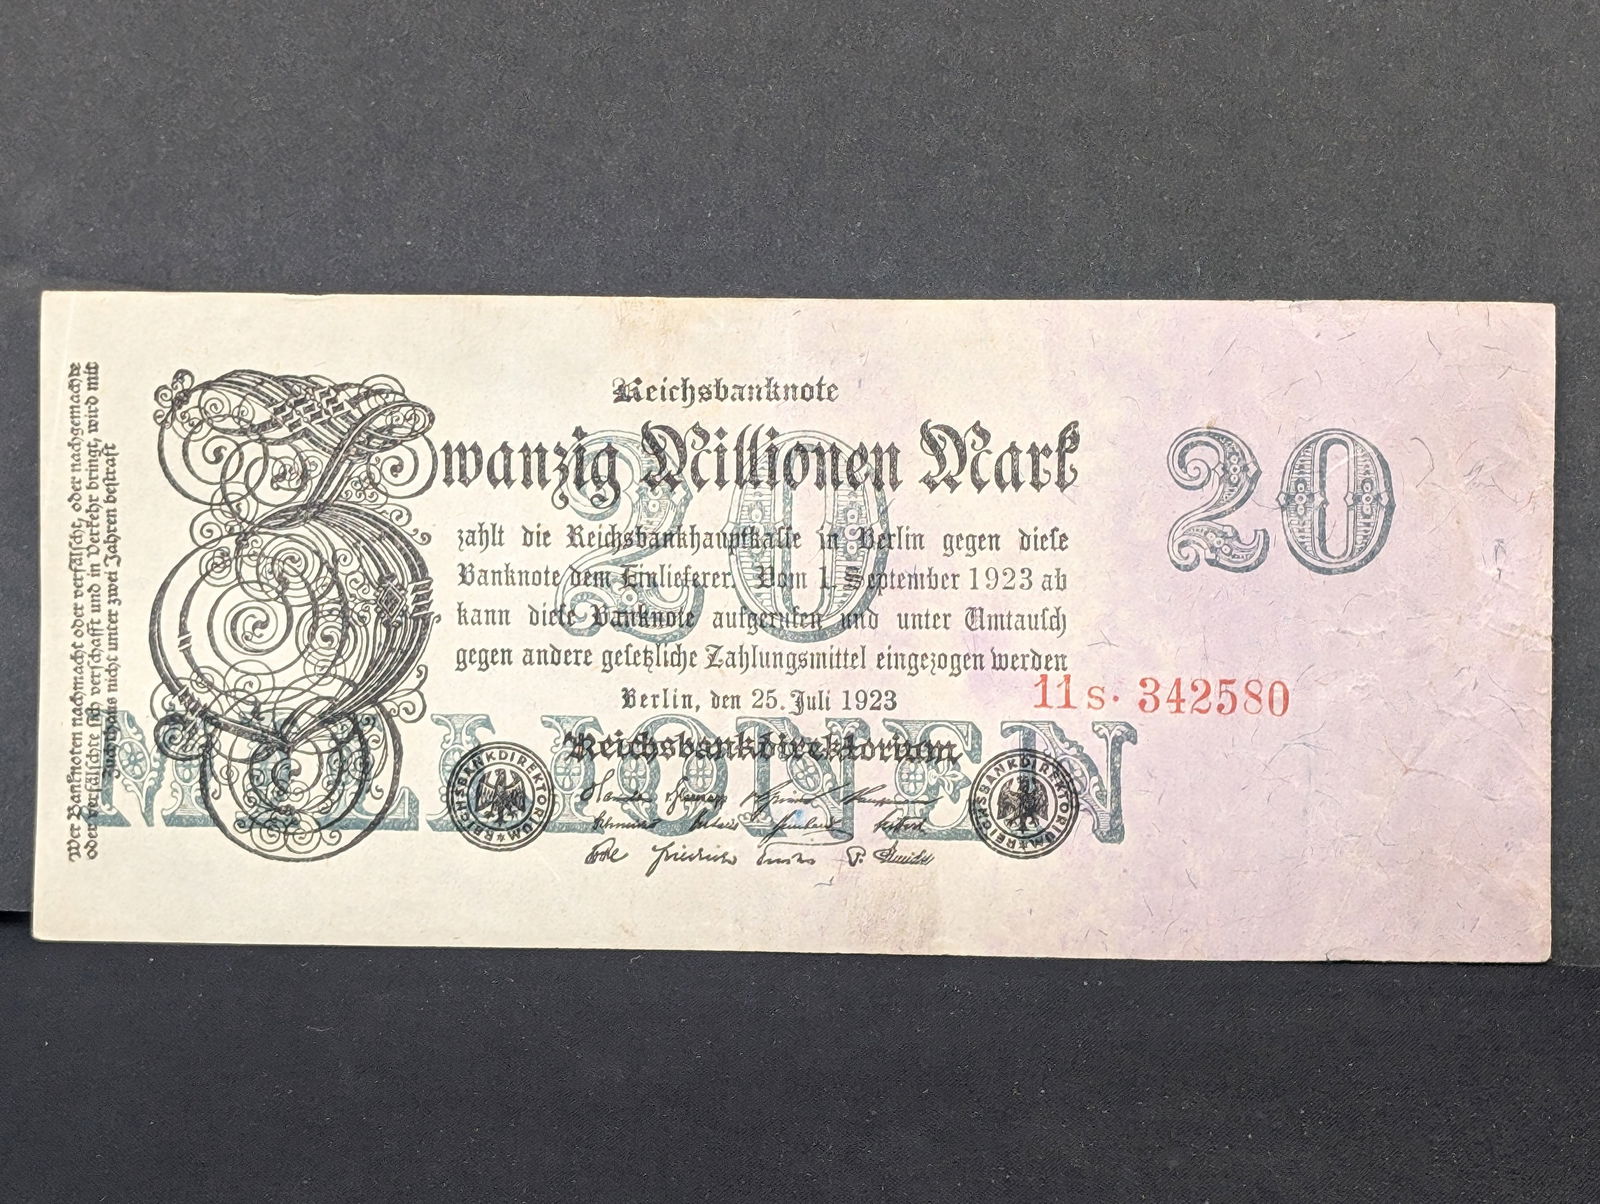 Reichsbanknote
Zwanzig Millionen Mark
20
20
zahlt die Reichsbankhauptkasse in Berlin gegen diese
Banknote dem Einlieferer. Vom 1. September 1923 ab
kann diese Banknote aufgerufen und unter Umtausch
gegen andere gesetzliche Zahlungsmittel eingezogen werden
Berlin, den 25. Juli 1923
11s· 342580
Reichsbankdirektorium
MILLIONEN
REICHSBANKDIREKTORIUM
REICHSBANKDIREKTORIUM
Wer Banknoten nachmacht oder verfälscht, oder nachgemachte
oder verfälschte sich verschafft und in Verkehr bringt, wird mit
Zuchthaus nicht unter zwei Jahren bestraft